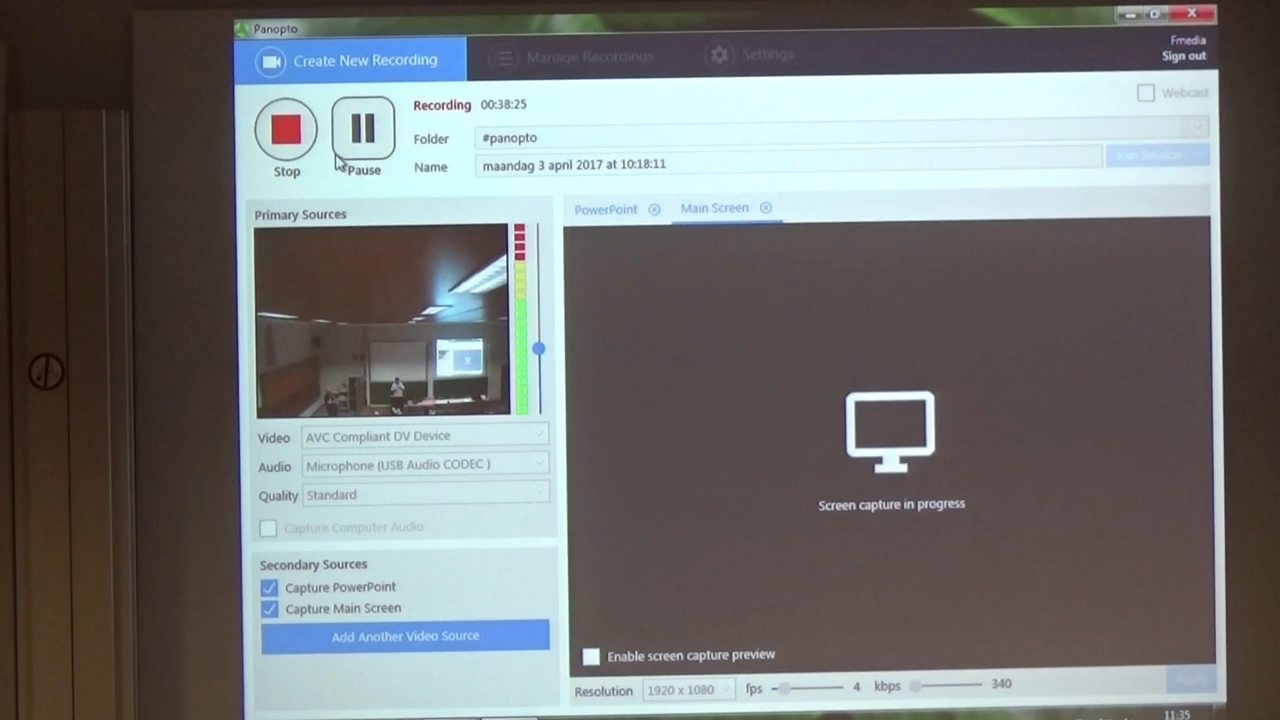 Panopto
Create New Recording
Manage Recordings
Settings
Fmedia
Sign out
Recording 00:38:25
Webcast
Folder #panopto
Name maandag 3 april 2017 at 10:18:11
Join Session
Stop
Pause
Primary Sources
PowerPoint
Main Screen
Video AVC Compliant DV Device
Audio Microphone (USB Audio CODEC )
Quality Standard
Capture Computer Audio
Screen capture in progress
Secondary Sources
Capture PowerPoint
Capture Main Screen
Add Another Video Source
Enable screen capture preview
Resolution 1920 x 1080 fps 4 kbps 340
Apply
11:35